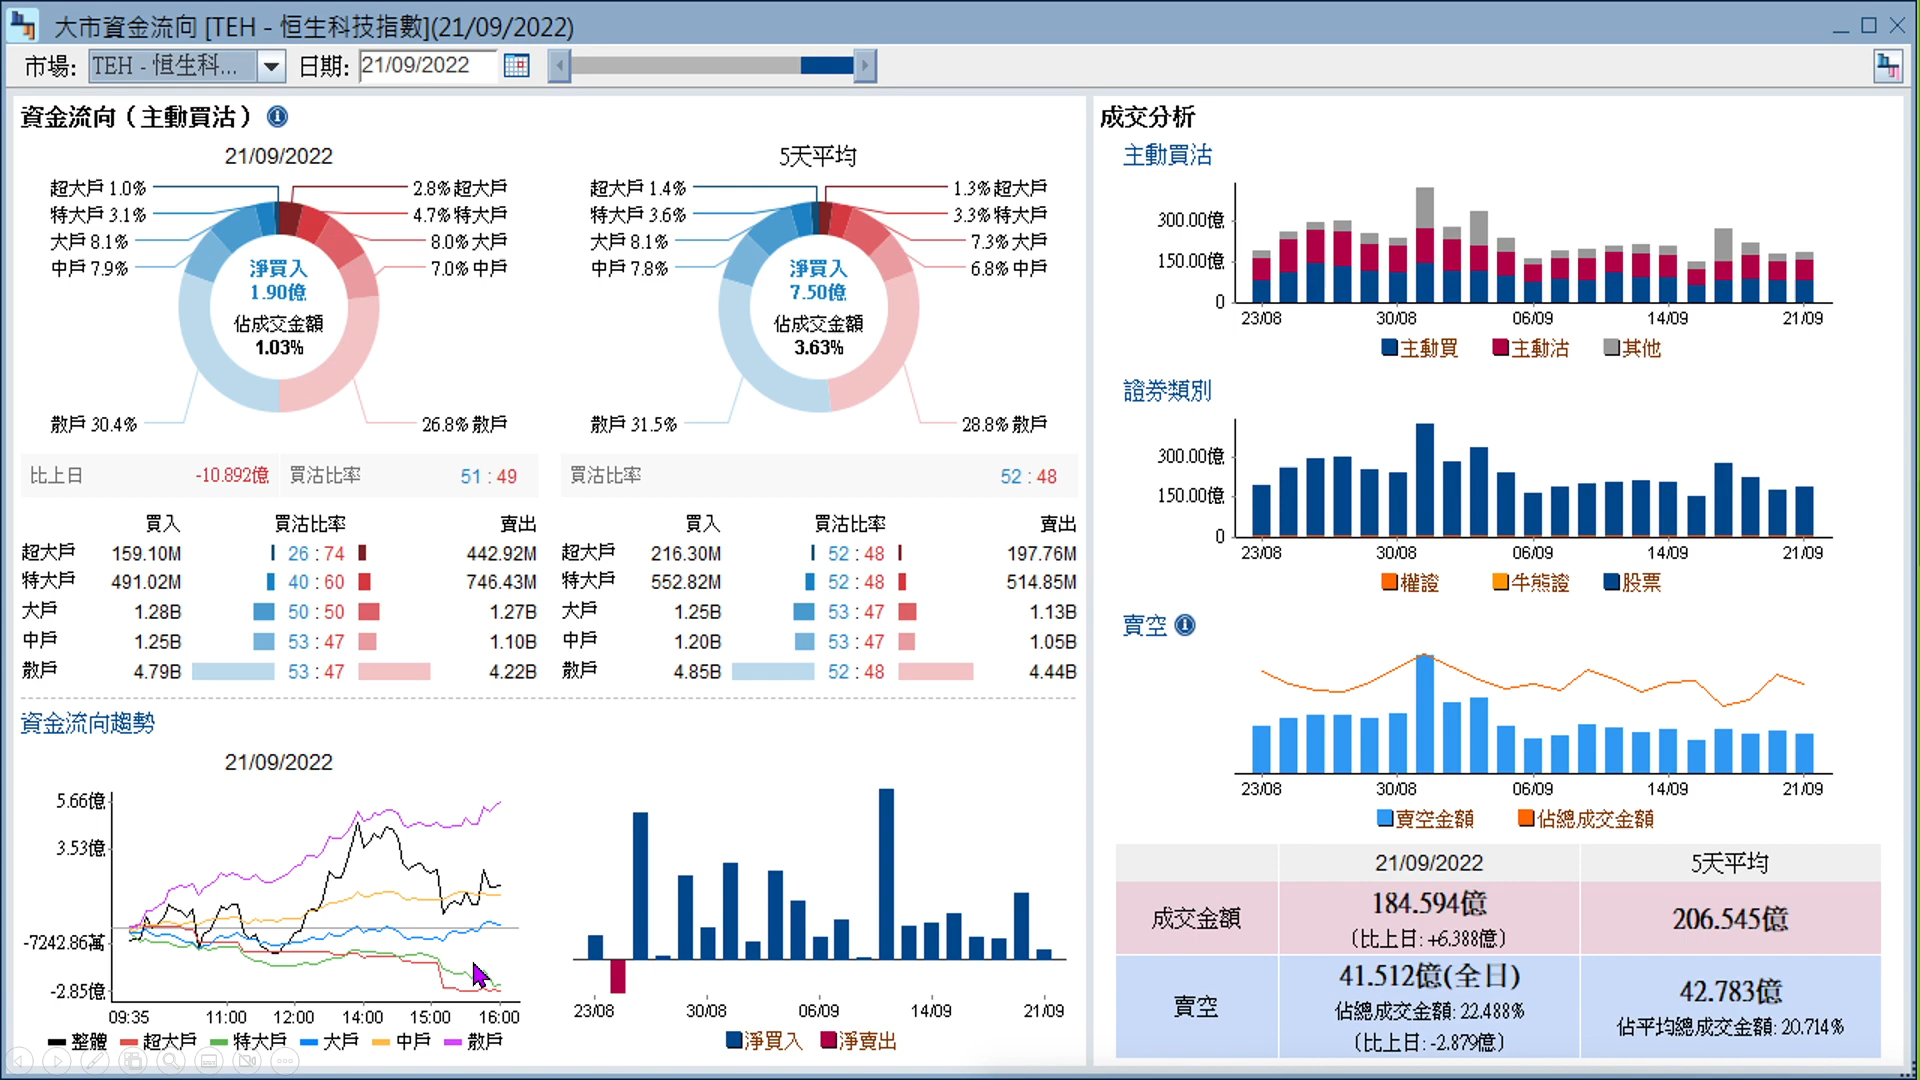 大市資金流向 [TEH - 恒生科技指數](21/09/2022)
市場: TEH - 恒生科... 日期: 21/09/2022
資金流向（主動買沽）
21/09/2022
超大戶 1.0%
特大戶 3.1%
大戶 8.1%
中戶 7.9%
散戶 30.4%
2.8% 超大戶
4.7% 特大戶
8.0% 大戶
7.0% 中戶
26.8% 散戶
淨買入
1.90億
佔成交金額
1.03%
比上日 -10.892億 買沽比率 51 : 49
買入 買沽比率 賣出
超大戶 159.10M 26 : 74 442.92M
特大戶 491.02M 40 : 60 746.43M
大戶 1.28B 50 : 50 1.27B
中戶 1.25B 53 : 47 1.10B
散戶 4.79B 53 : 47 4.22B
5天平均
超大戶 1.4%
特大戶 3.6%
大戶 8.1%
中戶 7.8%
散戶 31.5%
1.3% 超大戶
3.3% 特大戶
7.3% 大戶
6.8% 中戶
28.8% 散戶
淨買入
7.50億
佔成交金額
3.63%
買沽比率 52 : 48
買入 買沽比率 賣出
超大戶 216.30M 52 : 48 197.76M
特大戶 552.82M 52 : 48 514.85M
大戶 1.25B 53 : 47 1.13B
中戶 1.20B 53 : 47 1.05B
散戶 4.85B 52 : 48 4.44B
資金流向趨勢
21/09/2022
5.66億
3.53億
-7242.86萬
-2.85億
09:35 11:00 12:00 14:00 15:00 16:00
整體 超大戶 特大戶 大戶 中戶 散戶
23/08 30/08 06/09 14/09 21/09
淨買入 淨賣出
成交分析
主動買沽
300.00億
150.00億
0
23/08 30/08 06/09 14/09 21/09
主動買 主動沽 其他
證券類別
300.00億
150.00億
0
23/08 30/08 06/09 14/09 21/09
權證 牛熊證 股票
賣空
23/08 30/08 06/09 14/09 21/09
賣空金額 佔總成交金額
21/09/2022 5天平均
成交金額 184.594億 206.545億
(比上日: +6.388億)
賣空 41.512億(全日) 42.783億
佔總成交金額: 22.488% 佔平均總成交金額: 20.714%
(比上日: -2.879億)